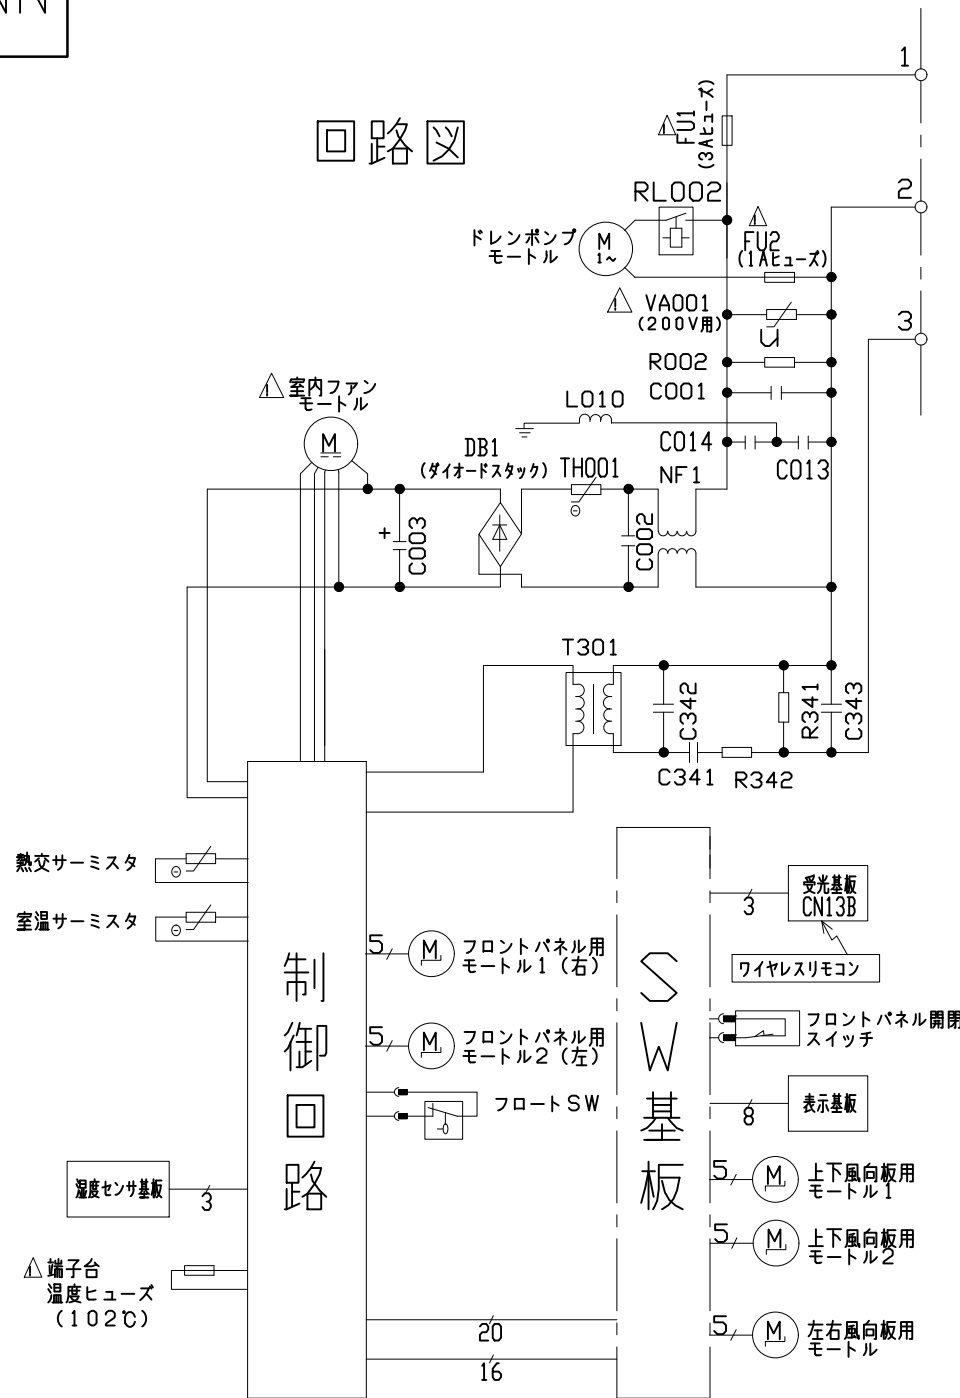 回路図
1
FU1
(3Aヒューズ)
2
RL002
ドレンポンプ
モートル
M
1~
FU2
(1Aヒューズ)
VA001
(200V用)
U
3
R002
C001
L010
C014
C013
室内ファン
モートル
M
DB1
(ダイオードスタック)
TH001
NF1
+
C003
C002
T301
C342
R341
C343
C341
R342
熱交サーミスタ
室温サーミスタ
制御回路
5
M
フロントパネル用
モートル1（右）
5
M
フロントパネル用
モートル2（左）
フロートSW
湿度センサ基板
3
端子台
温度ヒューズ
(102℃)
20
16
SW基板
3
受光基板
CN13B
ワイヤレスリモコン
フロントパネル開閉
スイッチ
8
表示基板
5
M
上下風向板用
モートル1
5
M
上下風向板用
モートル2
5
M
左右風向板用
モートル